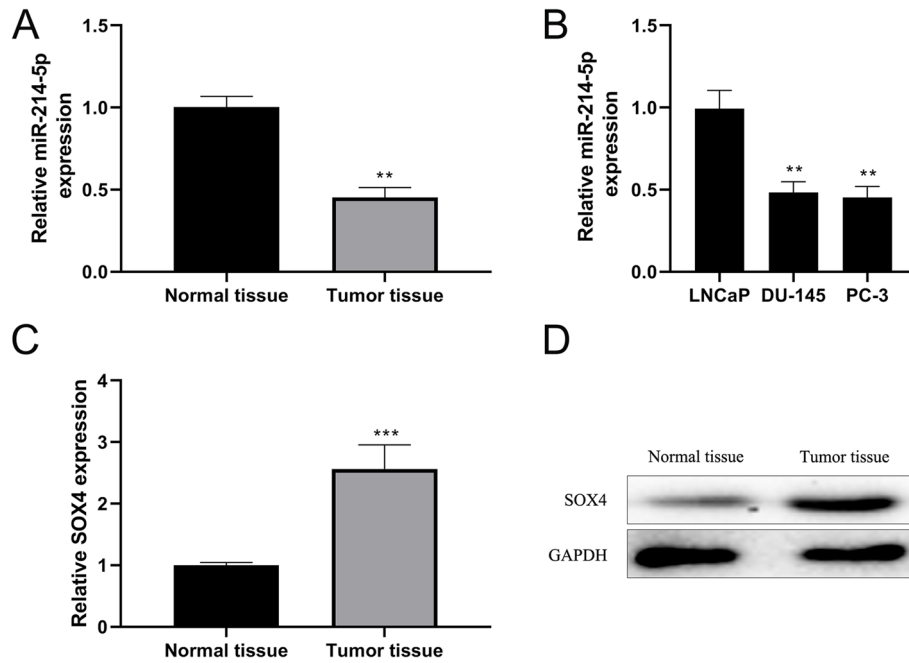 A
Relative miR-214-5p
expression
1.5
1.0
0.5
0.0
**
Normal tissue
Tumor tissue
B
Relative miR-214-5p
expression
1.5
1.0
0.5
0.0
**
**
LNCaP
DU-145
PC-3
C
Relative SOX4 expression
4
3
2
1
0
***
Normal tissue
Tumor tissue
D
Normal tissue
Tumor tissue
SOX4
GAPDH